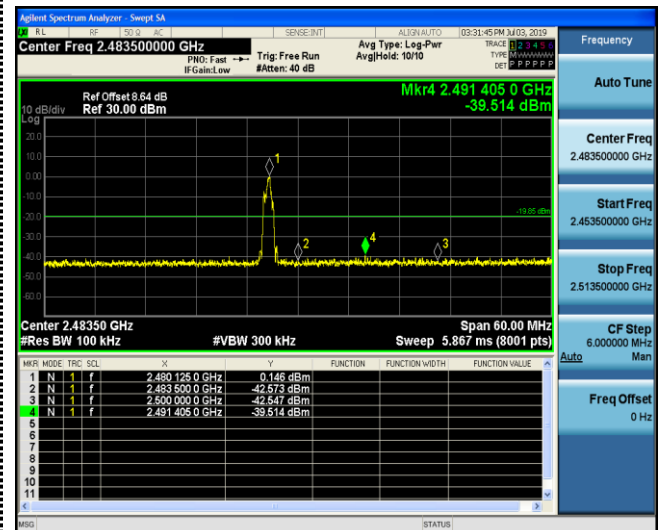 Agilent Spectrum Analyzer - Swept SA
RL RF 50 Ω AC SENSE:INT ALIGN AUTO 03:31:45 PM Jul 03, 2019
Center Freq 2.483500000 GHz
PNO: Fast
IFGain:Low
Trig: Free Run
#Atten: 40 dB
Avg Type: Log-Pwr
Avg|Hold: 10/10
TRACE 1 2 3 4 5 6
TYPE M
DET P P P P P P
Ref Offset 8.64 dB
Ref 30.00 dBm
10 dB/div
Log
Mkr4 2.491 405 0 GHz
-39.514 dBm
20.0
10.0
0.00
-10.0
-20.0
-30.0
-40.0
-50.0
-60.0
1
2
4
3
-19.85 dBm
Center 2.48350 GHz Span 60.00 MHz
#Res BW 100 kHz #VBW 300 kHz Sweep 5.867 ms (8001 pts)
MKR MODE TRC SCL X Y FUNCTION FUNCTION WIDTH FUNCTION VALUE
1 N 1 f 2.480 125 0 GHz 0.146 dBm
2 N 1 f 2.483 500 0 GHz -42.573 dBm
3 N 1 f 2.500 000 0 GHz -42.547 dBm
4 N 1 f 2.491 405 0 GHz -39.514 dBm
5
6
7
8
9
10
11
MSG STATUS
Frequency
Auto Tune
Center Freq
2.483500000 GHz
Start Freq
2.453500000 GHz
Stop Freq
2.513500000 GHz
CF Step
6.000000 MHz
Auto Man
Freq Offset
0 Hz